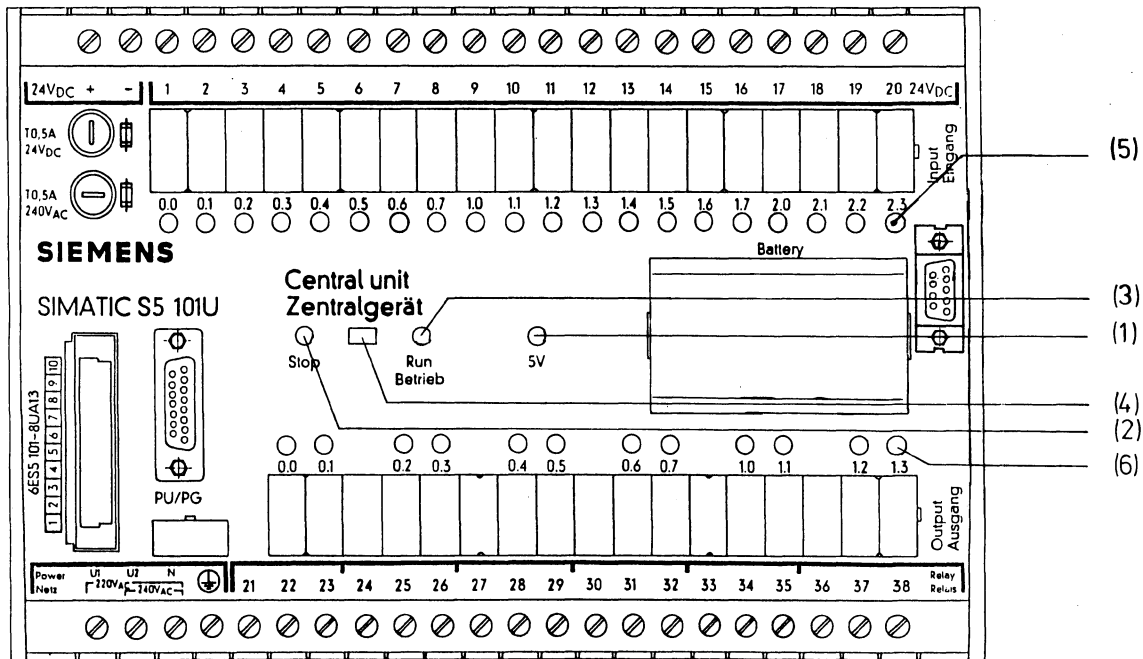 24VDC + - 1 2 3 4 5 6 7 8 9 10 11 12 13 14 15 16 17 18 19 20 24VDC
T0,5A
24VDC
T0,5A
240VAC
Input
Eingang
(5)
0.0 0.1 0.2 0.3 0.4 0.5 0.6 0.7 1.0 1.1 1.2 1.3 1.4 1.5 1.6 1.7 2.0 2.1 2.2 2.3
SIEMENS
Battery
Central unit
Zentralgerät
SIMATIC S5 101U
(3)
(1)
Stop
Run
Betrieb
5V
(4)
(2)
(6)
6ES5 101-8UA13
1 2 3 4 5 6 7 8 9 10
0.0 0.1 0.2 0.3 0.4 0.5 0.6 0.7 1.0 1.1 1.2 1.3
PU/PG
Output
Ausgang
Power
Netz
U1 U2 N
220VAC
240VAC
21 22 23 24 25 26 27 28 29 30 31 32 33 34 35 36 37 38
Relay
Relais